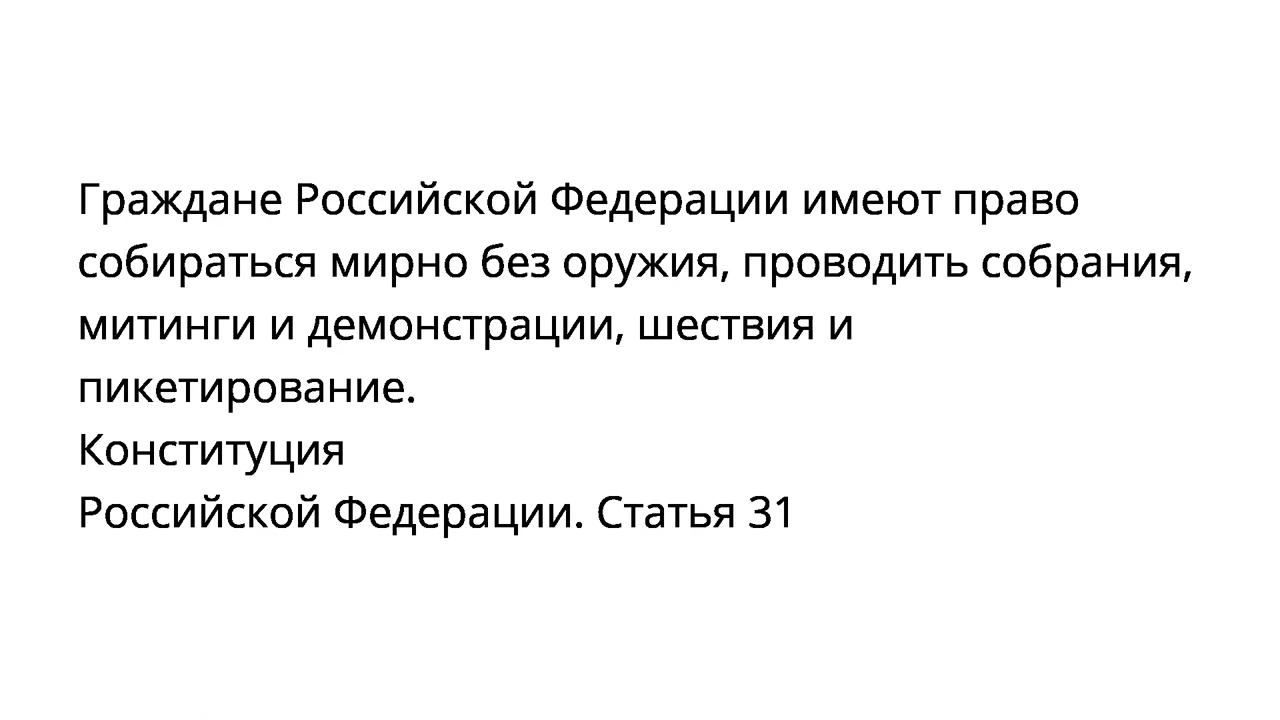 Граждане Российской Федерации имеют право
собираться мирно без оружия, проводить собрания,
митинги и демонстрации, шествия и
пикетирование.
Конституция
Российской Федерации. Статья 31